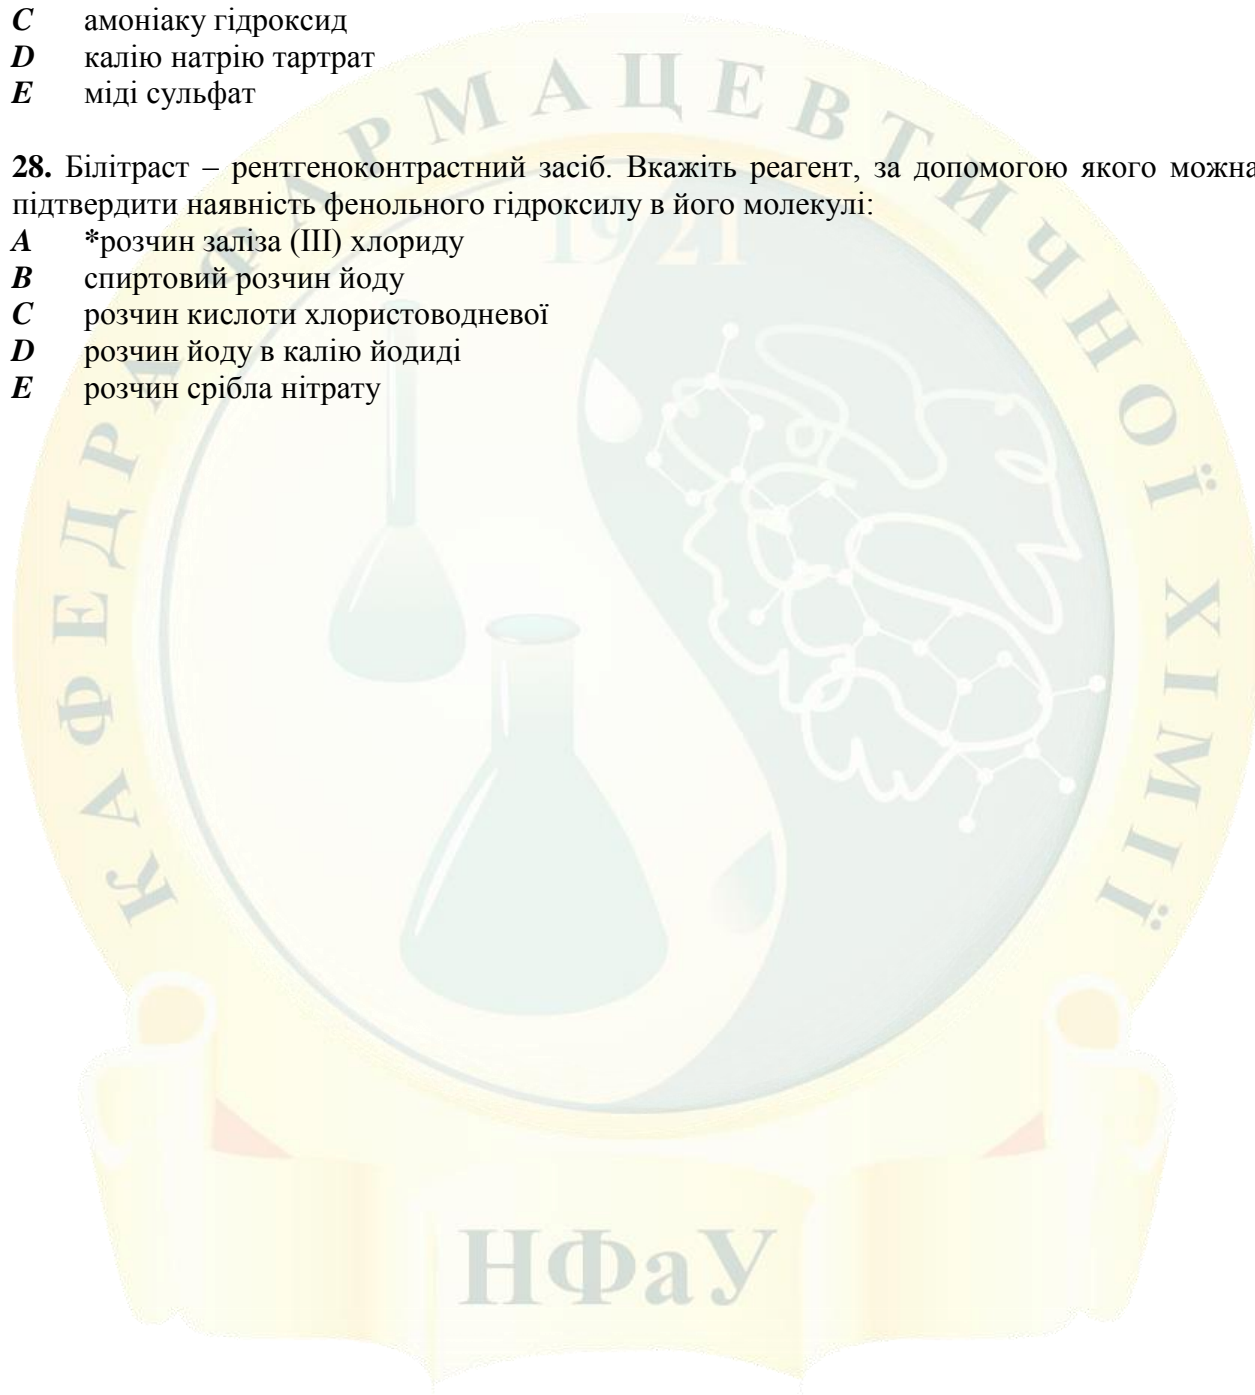 C амоніаку гідроксид
D калію натрію тартрат
E міді сульфат
28. Білітраст – рентгеноконтрастний засіб. Вкажіть реагент, за допомогою якого можна
підтвердити наявність фенольного гідроксилу в його молекулі:
A *розчин заліза (III) хлориду
B спиртовий розчин йоду
C розчин кислоти хлористоводневої
D розчин йоду в калію йодиді
E розчин срібла нітрату
КАФЕДРА ФАРМАЦЕВТИЧНОЇ ХІМІЇ
1921
НФаУ